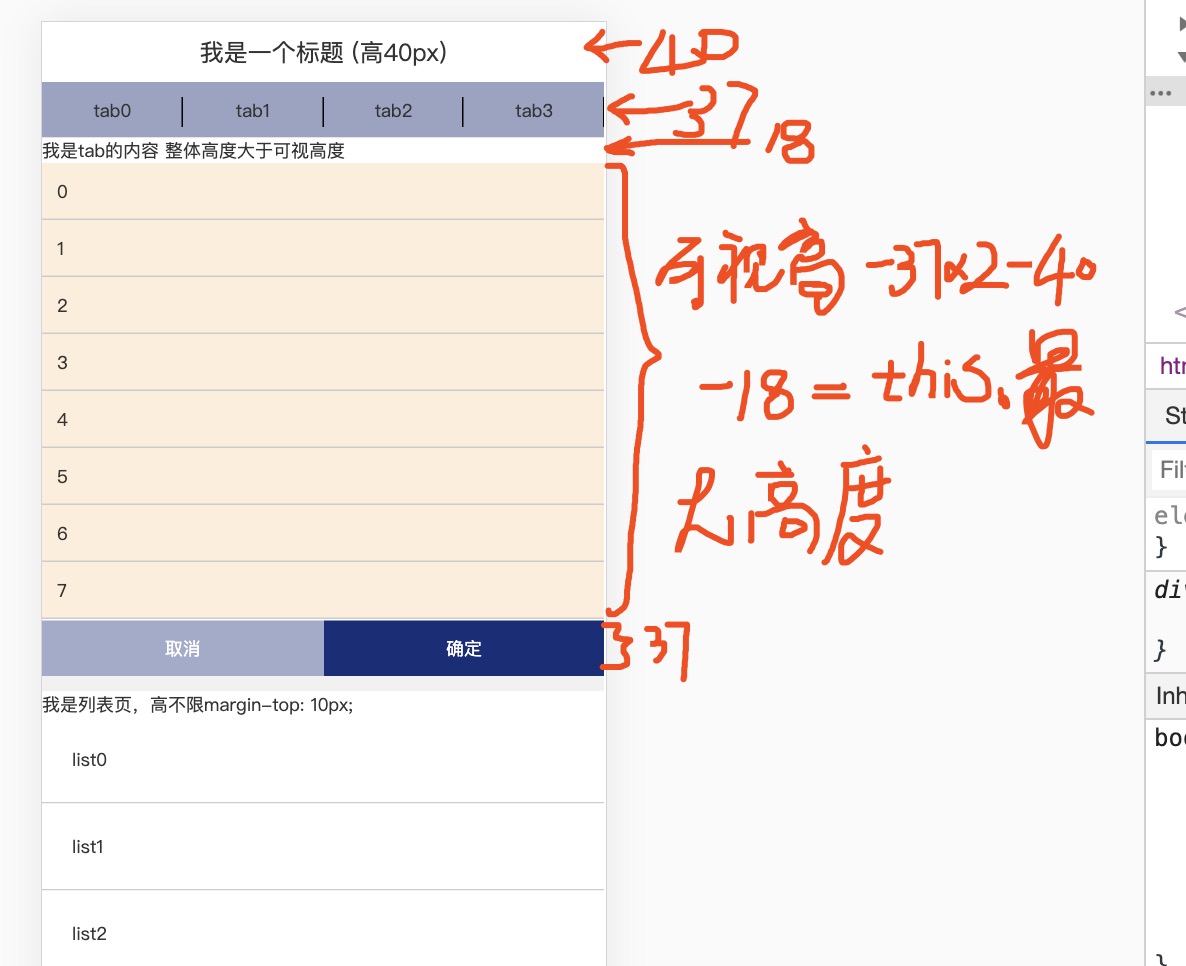 我是一个标题 (高40px)
40
tab0 tab1 tab2 tab3
37
我是tab的内容 整体高度大于可视高度
18
0
1
2
3
4
5
6
7
可视高-37×2-40
-18=this.最
大高度
取消 确定
37
我是列表页，高不限margin-top: 10px;
list0
list1
list2
...
<
htm
St
Filt
ele
}
div
}
Inh
bod
}